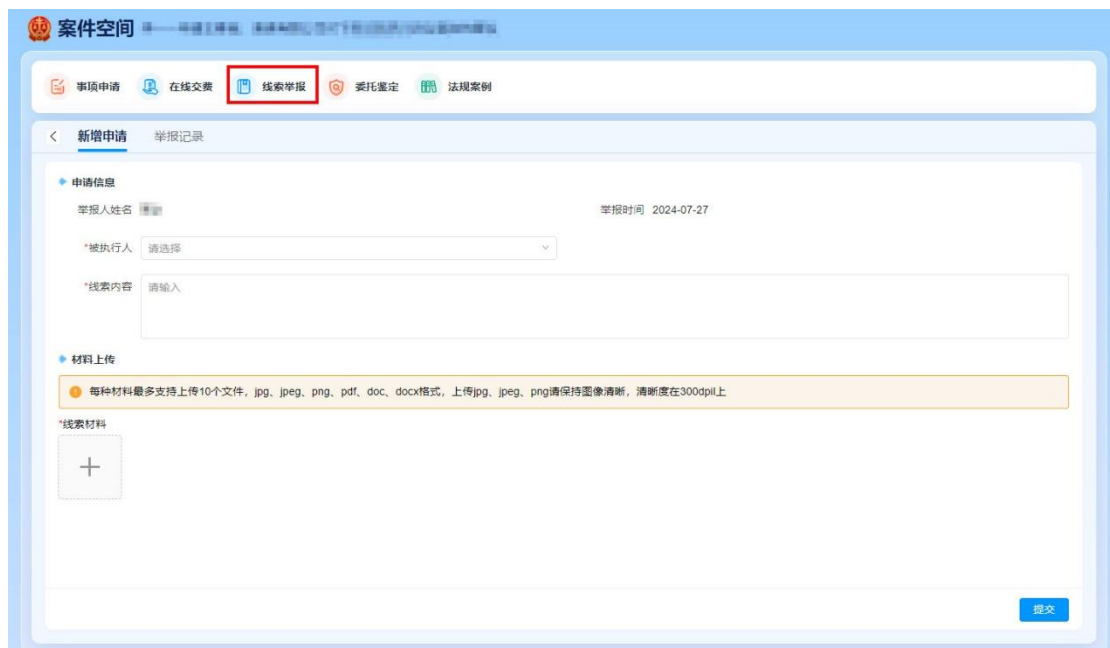 案件空间
事项申请 在线交费 线索举报 委托鉴定 法规案例
新增申请 举报记录
申请信息
举报人姓名 举报时间 2024-07-27
*被执行人 请选择
*线索内容 请输入
材料上传
每种材料最多支持上传10个文件，jpg、jpeg、png、pdf、doc、docx格式，上传jpg、jpeg、png请保持图像清晰，清晰度在300dpi以上
*线索材料
提交